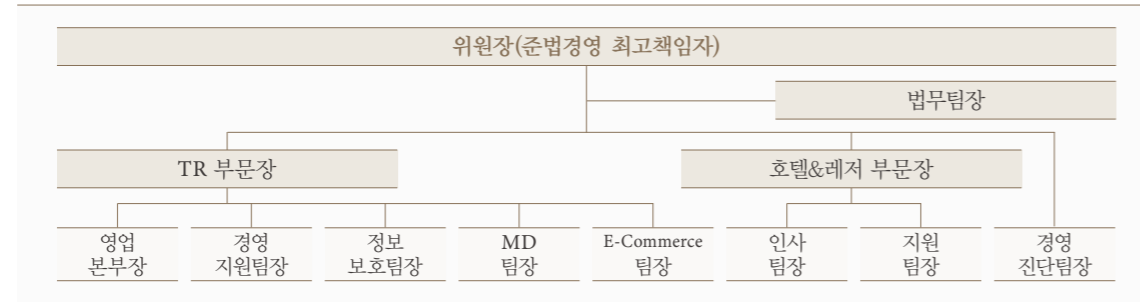 위원장(준법경영 최고책임자)
법무팀장
TR 부문장
호텔&레저 부문장
영업
본부장
경영
지원팀장
정보
보호팀장
MD
팀장
E-Commerce
팀장
인사
팀장
지원
팀장
경영
진단팀장